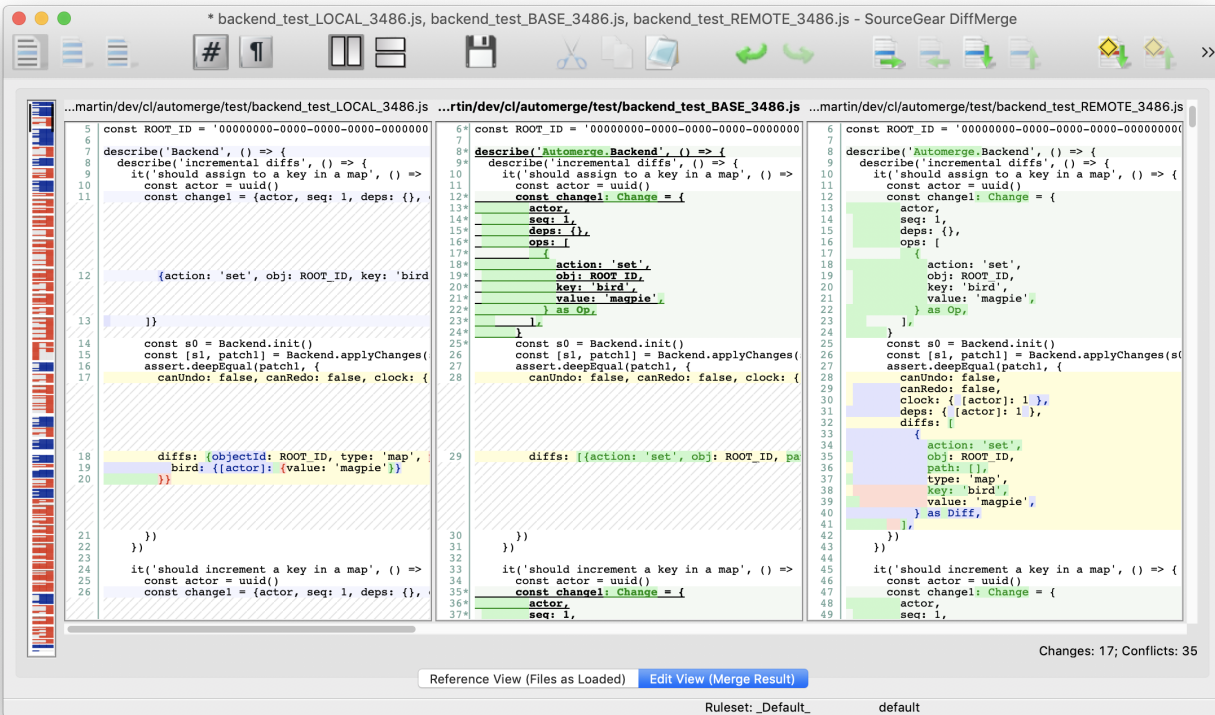 * backend_test_LOCAL_3486.js, backend_test_BASE_3486.js, backend_test_REMOTE_3486.js - SourceGear DiffMerge
# ¶ »
...martin/dev/cl/automerge/test/backend_test_LOCAL_3486.js
5 const ROOT_ID = '00000000-0000-0000-0000-0000000
6
7 describe('Backend', () => {
8 describe('incremental diffs', () => {
9 it('should assign to a key in a map', () =>
10 const actor = uuid()
11 const change1 = {actor, seq: 1, deps: {},
12 {action: 'set', obj: ROOT_ID, key: 'bird
13 ]}
14 const s0 = Backend.init()
15 const [s1, patch1] = Backend.applyChanges(
16 assert.deepEqual(patch1, {
17 canUndo: false, canRedo: false, clock: {
18 diffs: {objectId: ROOT_ID, type: 'map',
19 bird: {[actor]: {value: 'magpie'}}
20 }}
21 })
22 })
23
24 it('should increment a key in a map', () =>
25 const actor = uuid()
26 const change1 = {actor, seq: 1, deps: {},
...rtin/dev/cl/automerge/test/backend_test_BASE_3486.js
6* const ROOT_ID = '00000000-0000-0000-0000-0000000
7
8* describe('Automerge.Backend', () => {
9* describe('incremental diffs', () => {
10 it('should assign to a key in a map', () =>
11 const actor = uuid()
12* const change1: Change = {
13* actor,
14* seq: 1,
15* deps: {},
16* ops: [
17* {
18* action: 'set',
19* obj: ROOT_ID,
20* key: 'bird',
21* value: 'magpie',
22* } as Op,
23* ],
24* }
25* const s0 = Backend.init()
26 const [s1, patch1] = Backend.applyChanges(
27 assert.deepEqual(patch1, {
28 canUndo: false, canRedo: false, clock: {
29 diffs: [{action: 'set', obj: ROOT_ID, pa
30 })
31 })
32
33 it('should increment a key in a map', () =>
34 const actor = uuid()
35* const change1: Change = {
36* actor,
37* seq: 1,
...martin/dev/cl/automerge/test/backend_test_REMOTE_3486.js
6 const ROOT_ID = '00000000-0000-0000-0000-000000000
7
8 describe('Automerge.Backend', () => {
9 describe('incremental diffs', () => {
10 it('should assign to a key in a map', () => {
11 const actor = uuid()
12 const change1: Change = {
13 actor,
14 seq: 1,
15 deps: {},
16 ops: [
17 {
18 action: 'set',
19 obj: ROOT_ID,
20 key: 'bird',
21 value: 'magpie',
22 } as Op,
23 ],
24 }
25 const s0 = Backend.init()
26 const [s1, patch1] = Backend.applyChanges(s0
27 assert.deepEqual(patch1, {
28 canUndo: false,
29 canRedo: false,
30 clock: { [actor]: 1 },
31 deps: { [actor]: 1 },
32 diffs: [
33 {
34 action: 'set',
35 obj: ROOT_ID,
36 path: [],
37 type: 'map',
38 key: 'bird',
39 value: 'magpie',
40 } as Diff,
41 ],
42 })
43 })
44
45 it('should increment a key in a map', () => {
46 const actor = uuid()
47 const change1: Change = {
48 actor,
49 seq: 1,
Changes: 17; Conflicts: 35
Reference View (Files as Loaded) Edit View (Merge Result)
Ruleset: _Default_ default